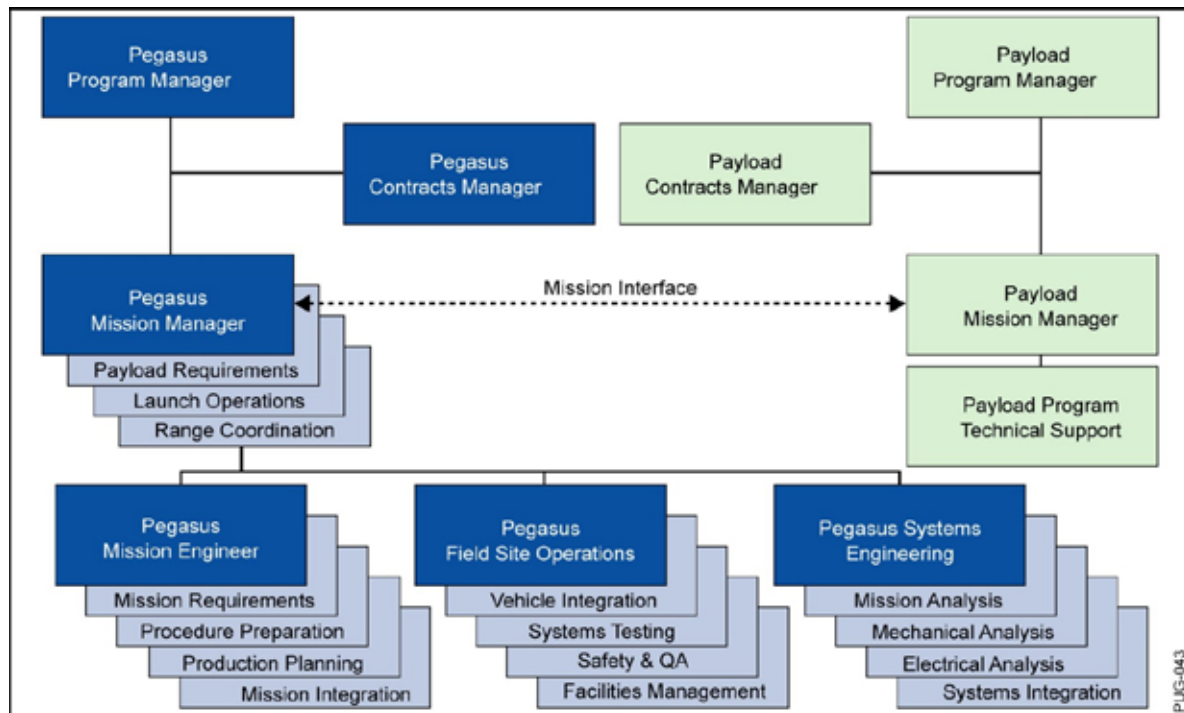 Pegasus
Program Manager
Payload
Program Manager
Pegasus
Contracts Manager
Payload
Contracts Manager
Pegasus
Mission Manager
Mission Interface
Payload
Mission Manager
Payload Requirements
Launch Operations
Range Coordination
Payload Program
Technical Support
Pegasus
Mission Engineer
Mission Requirements
Procedure Preparation
Production Planning
Mission Integration
Pegasus
Field Site Operations
Vehicle Integration
Systems Testing
Safety & QA
Facilities Management
Pegasus Systems
Engineering
Mission Analysis
Mechanical Analysis
Electrical Analysis
Systems Integration
PUG-043